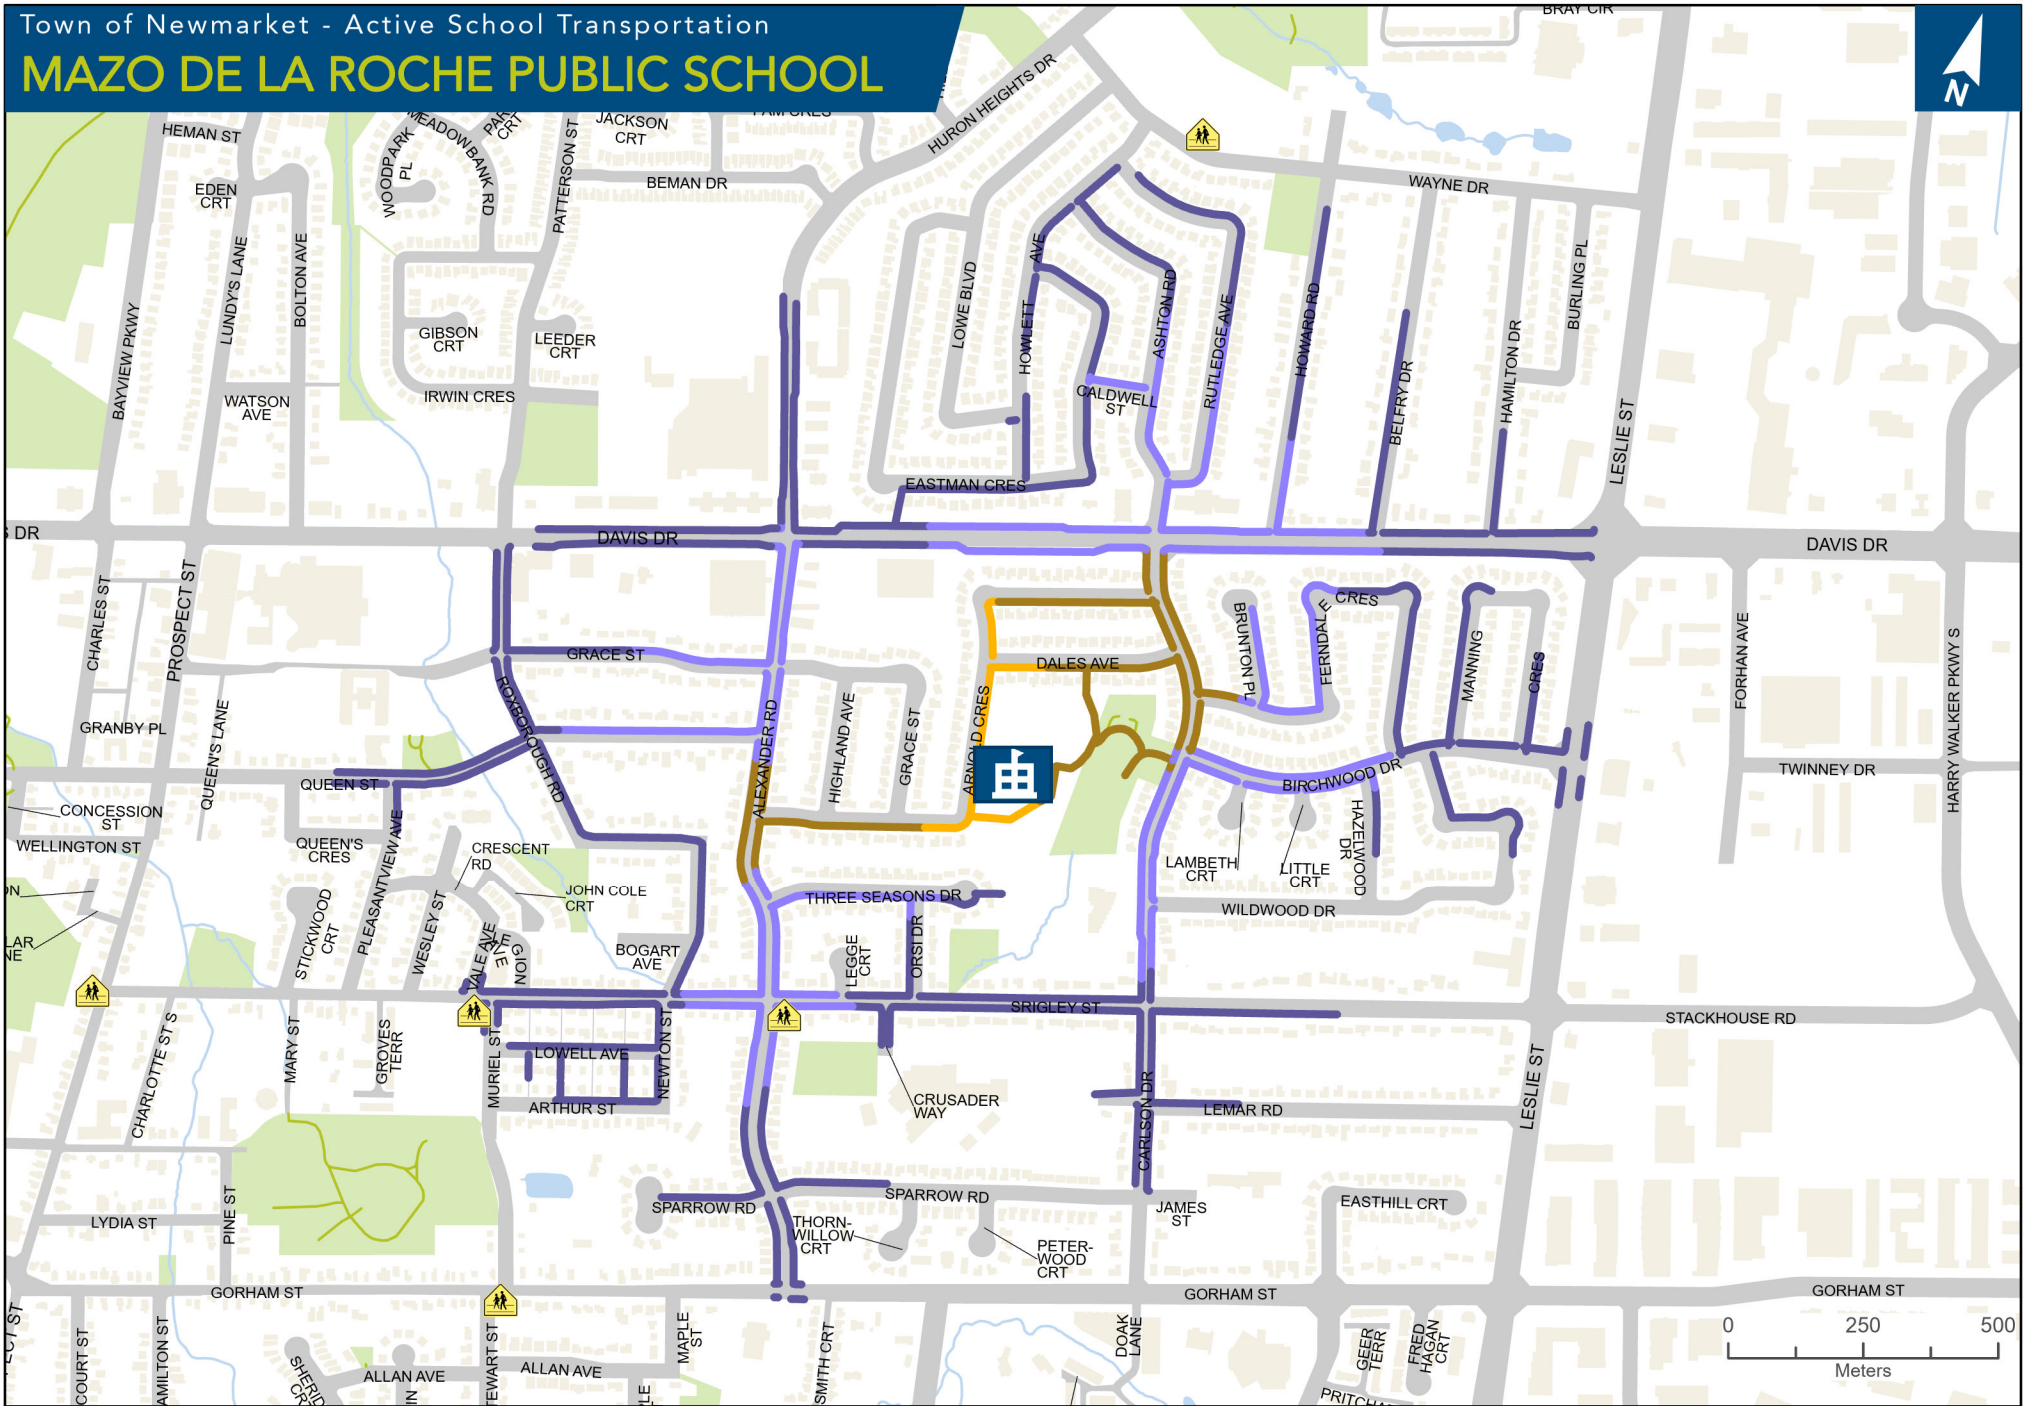 Town of Newmarket - Active School Transportation
MAZO DE LA ROCHE PUBLIC SCHOOL
N
BRAY CIR
HURON HEIGHTS DR
HEMAN ST
MEADOWBANK RD
CRT
JACKSON
CRT
WOODPARK
PL
PATTERSON ST
BEMAN DR
WAYNE DR
EDEN
CRT
LUNDY'S LANE
BOLTON AVE
BAYVIEW PKWY
GIBSON
CRT
LEEDER
CRT
LOWE BLVD
HOWLETT
AVE
ASHTON RD
RUTLEDGE AVE
HOWARD RD
BELFRY DR
HAMILTON DR
BURLING PL
LESLIE ST
WATSON
AVE
IRWIN CRES
CALDWELL
ST
EASTMAN CRES
DR
DAVIS DR
DAVIS DR
CHARLES ST
PROSPECT ST
GRACE ST
DALES AVE
BRUNTON PL
FERNDALE
CRES
MANNING
CRES
FORHAN AVE
HARRY WALKER PKWY S
ROXBOROUGH RD
GRANBY PL
QUEEN'S LANE
ALEXANDER RD
HIGHLAND AVE
GRACE ST
ARNOLD CRES
QUEEN ST
BIRCHWOOD DR
TWINNEY DR
CONCESSION
ST
WELLINGTON ST
QUEEN'S
CRES
PLEASANTVIEW AVE
CRESCENT
RD
JOHN COLE
CRT
LAMBETH
CRT
LITTLE
CRT
HAZELWOOD
DR
THREE SEASONS DR
WILDWOOD DR
STICKWOOD
CRT
WESLEY ST
VALE AVE
BOGART
AVE
LEGGE
CRT
ORSI DR
SRIGLEY ST
STACKHOUSE RD
CHARLOTTE ST S
MARY ST
GROVES
TERR
MURIEL ST
LOWELL AVE
NEWTON ST
ARTHUR ST
CRUSADER
WAY
CARLSON DR
LEMAR RD
LESLIE ST
LYDIA ST
PINE ST
SPARROW RD
SPARROW RD
THORN-
WILLOW
CRT
PETER-
WOOD
CRT
JAMES
ST
EASTHILL CRT
GORHAM ST
GORHAM ST
GORHAM ST
COURT ST
MAPLE
ST
SMITH CRT
DOAK
LANE
GEER
TERR
FRED
HAGAN
CRT
ALLAN AVE
ALLAN AVE
0 250 500
Meters